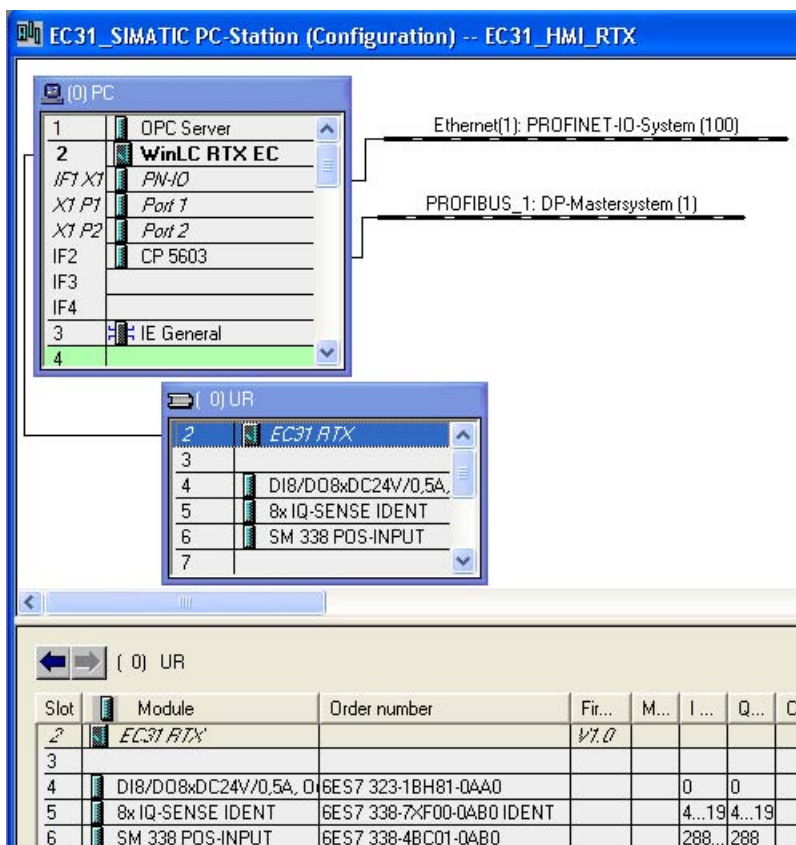 EC31_SIMATIC PC-Station (Configuration) -- EC31_HMI_RTX
(0) PC
1 OPC Server
2 WinLC RTX EC
IF1 X1 PN-IO
X1 P1 Port 1
X1 P2 Port 2
IF2 CP 5603
IF3
IF4
3 IE General
4
Ethernet(1): PROFINET-IO-System (100)
PROFIBUS_1: DP-Mastersystem (1)
( 0) UR
2 EC31 RTX
3
4 DI8/DO8xDC24V/0,5A,
5 8x IQ-SENSE IDENT
6 SM 338 POS-INPUT
7
( 0) UR
Slot Module Order number Fir... M... I ... Q... C
2 EC31 RTX V1.0
3
4 DI8/DO8xDC24V/0,5A, O 6ES7 323-1BH81-0AA0 0 0
5 8x IQ-SENSE IDENT 6ES7 338-7XF00-0AB0 IDENT 4...19 4...19
6 SM 338 POS-INPUT 6ES7 338-4BC01-0AB0 288... 288